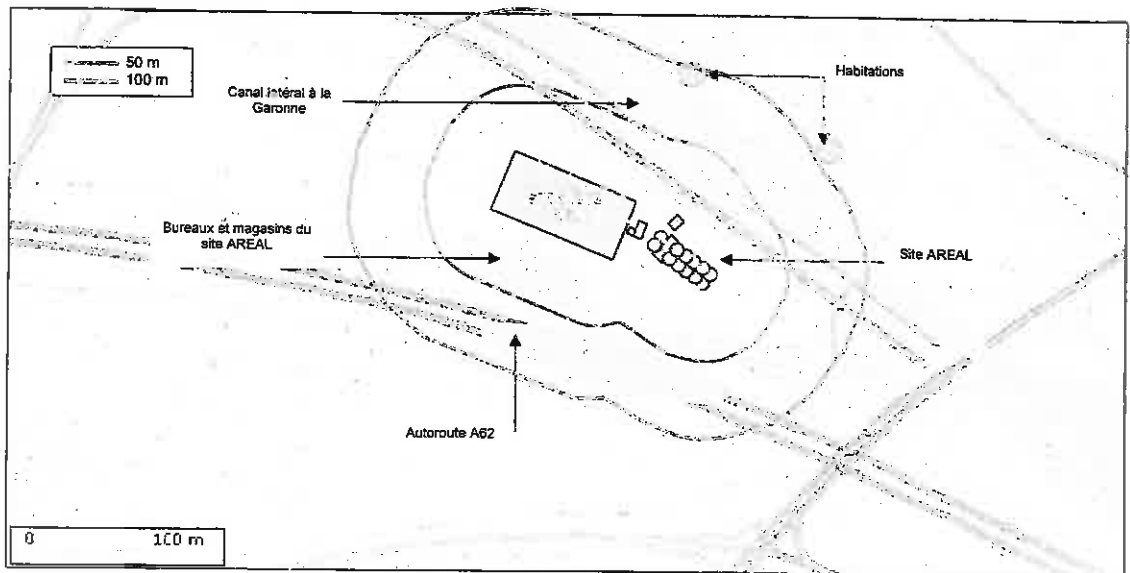 50 m
100 m
Canal latéral à la
Garonne
Habitations
Bureaux et magasins du
site AREAL
Site AREAL
Autoroute A62
0 100 m